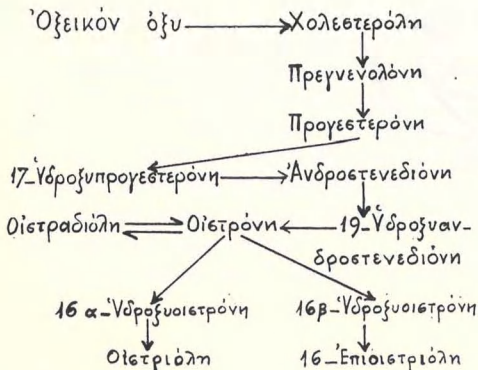 Ὀξεικόν ὀξυ → Χολεστερόλη
Πρεγνενολόνη
Προγεστερόνη
17-Ὑδροξυπρογεστερόνη → Ἀνδροστενεδιόνη
Οἰστραδιόλη ⇌ Οἰστρόνη ← 19-Ὑδροξυαν-
δροστενεδιόνη
16α-Ὑδροξυοιστρόνη 16β-Ὑδροξυοιστρόνη
Οἰστριόλη 16-Ἐπιοιστριόλη